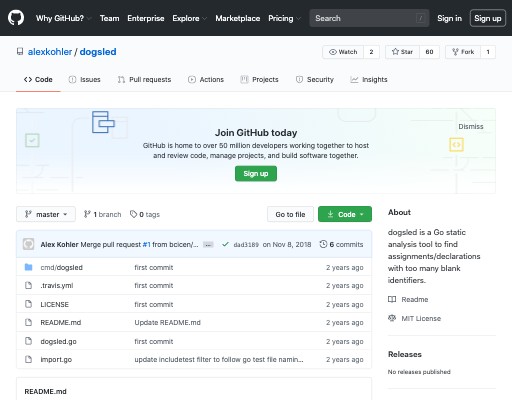 Why GitHub? Team Enterprise Explore Marketplace Pricing Search / Sign in Sign up
alexkohler / dogsled Watch 2 Star 60 Fork 1
Code Issues Pull requests Actions Projects Security Insights
Join GitHub today Dismiss
GitHub is home to over 50 million developers working together to host
and review code, manage projects, and build software together.
Sign up
master 1 branch 0 tags Go to file Code
Alex Kohler Merge pull request #1 from bcicen/ ... dad3189 on Nov 8, 2018 6 commits
cmd/dogsled first commit 2 years ago
.travis.yml first commit 2 years ago
LICENSE first commit 2 years ago
README.md Update README.md 2 years ago
dogsled.go first commit 2 years ago
import.go update includetest filter to follow go test file namin... 2 years ago
README.md
About
dogsled is a Go static
analysis tool to find
assignments/declarations
with too many blank
identifiers.
Readme
MIT License
Releases
No releases published